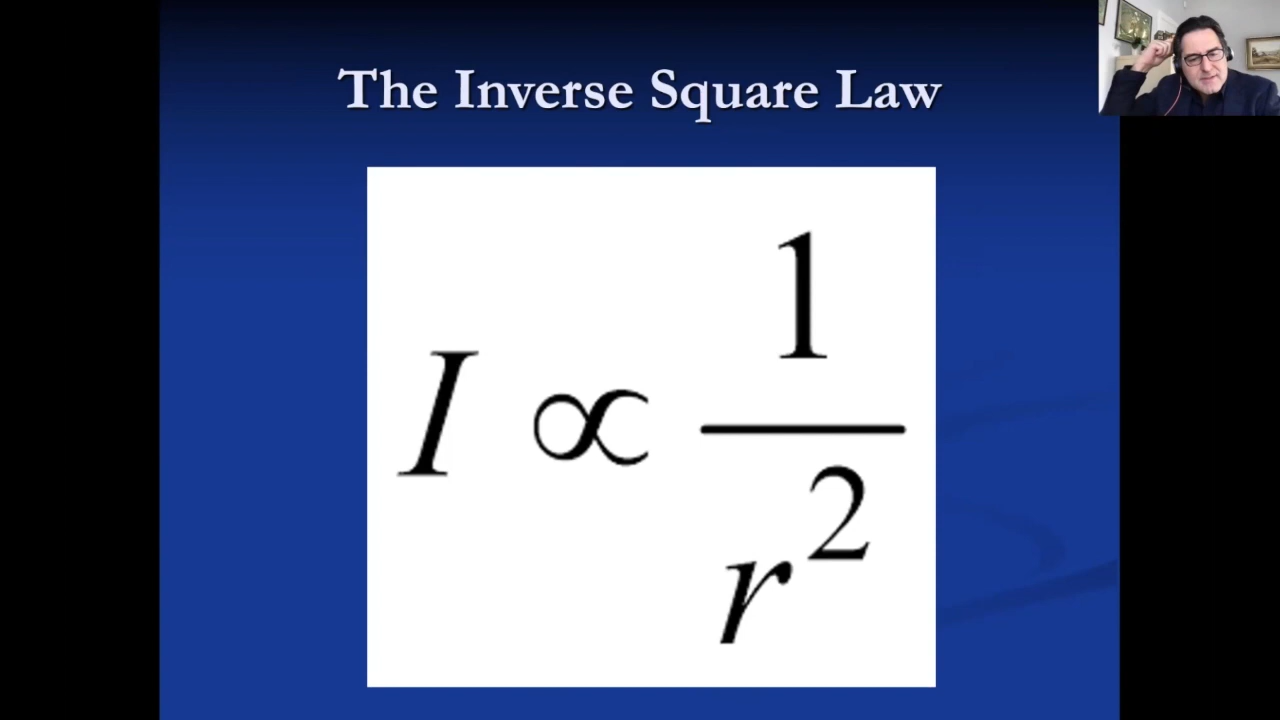 The Inverse Square Law
I ∝ 1/r²